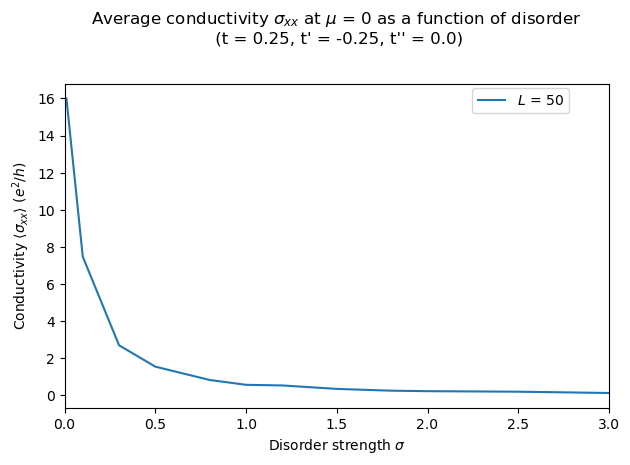 Average conductivity σxx at μ = 0 as a function of disorder
(t = 0.25, t' = -0.25, t'' = 0.0)
L = 50
Conductivity ⟨σxx⟩ (e²/h)
16
14
12
10
8
6
4
2
0
0.0 0.5 1.0 1.5 2.0 2.5 3.0
Disorder strength σ